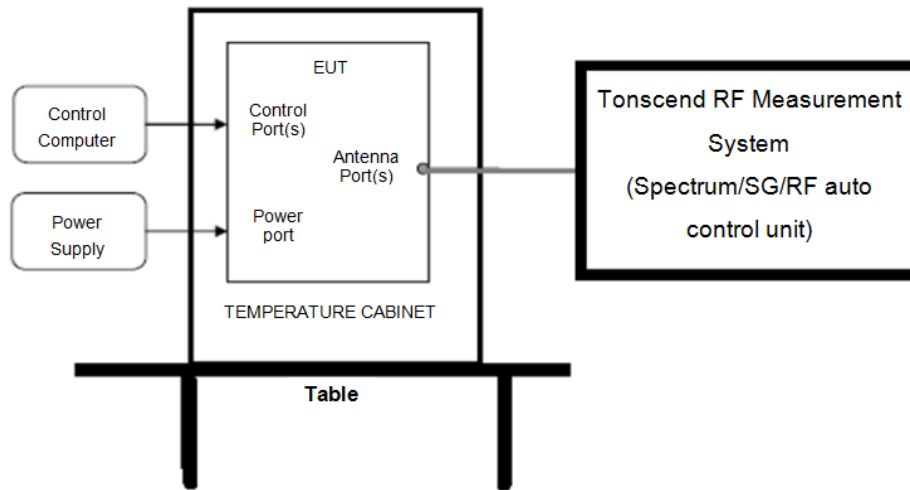 EUT
Control
Computer
Control
Port(s)
Antenna
Port(s)
Power
Supply
Power
port
TEMPERATURE CABINET
Table
Tonscend RF Measurement
System
(Spectrum/SG/RF auto
control unit)